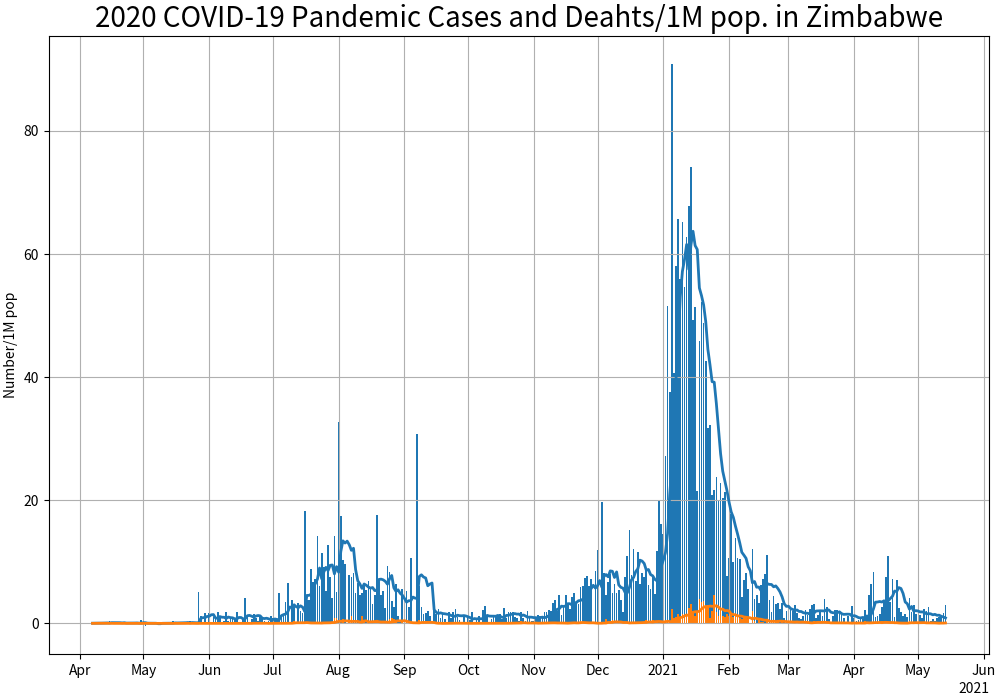 2020 COVID-19 Pandemic Cases and Deahts/1M pop. in Zimbabwe
Number/1M pop
80
60
40
20
0
Apr May Jun Jul Aug Sep Oct Nov Dec 2021 Feb Mar Apr May Jun
2021